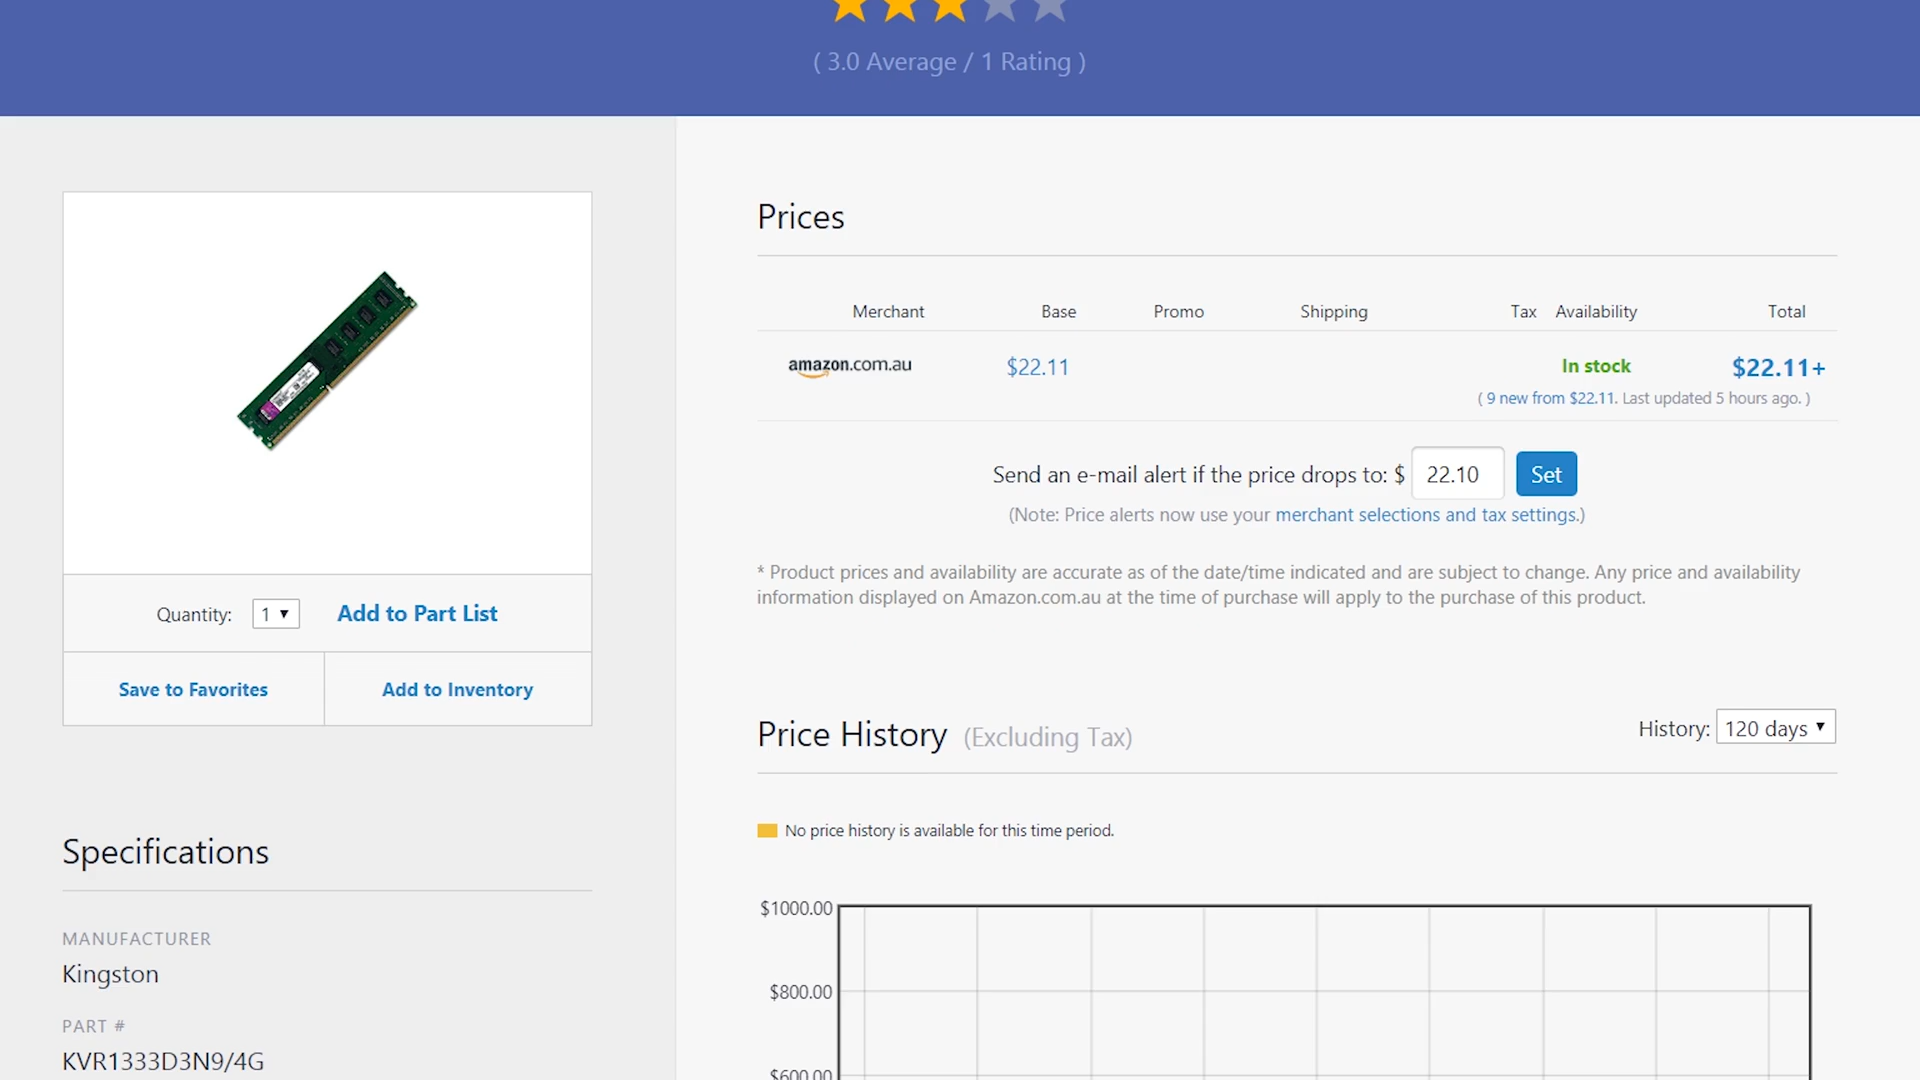 ( 3.0 Average / 1 Rating )
Prices
Merchant Base Promo Shipping Tax Availability Total
amazon.com.au $22.11 In stock $22.11+
( 9 new from $22.11. Last updated 5 hours ago. )
Send an e-mail alert if the price drops to: $ 22.10 Set
(Note: Price alerts now use your merchant selections and tax settings.)
* Product prices and availability are accurate as of the date/time indicated and are subject to change. Any price and availability
information displayed on Amazon.com.au at the time of purchase will apply to the purchase of this product.
Quantity: 1 Add to Part List
Save to Favorites Add to Inventory
Price History (Excluding Tax) History: 120 days
No price history is available for this time period.
$1000.00
$800.00
$600.00
Specifications
MANUFACTURER
Kingston
PART #
KVR1333D3N9/4G